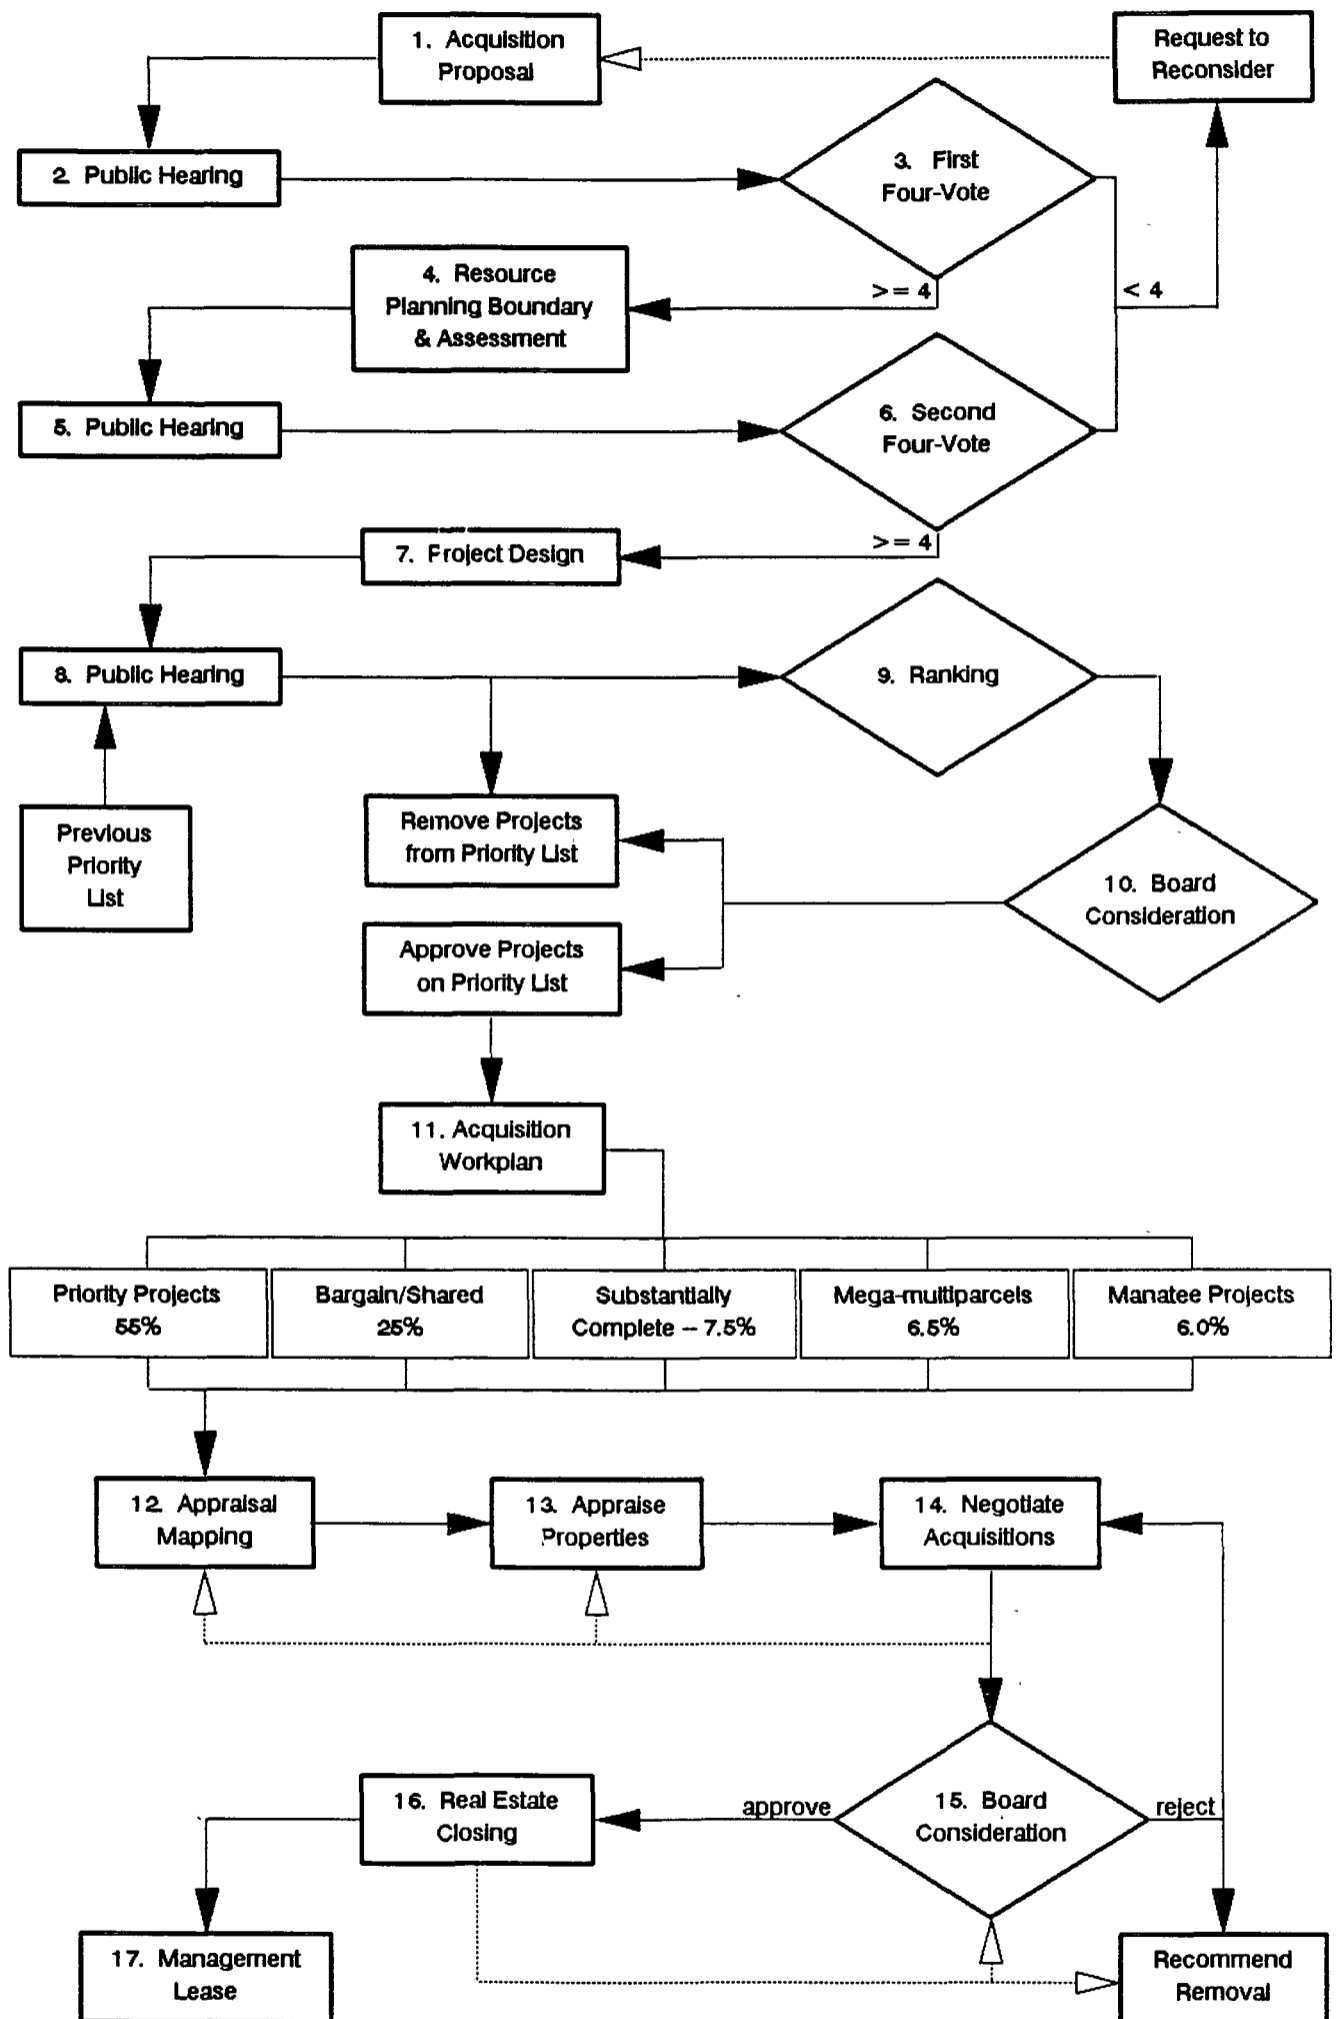 1. Acquisition
Proposal
Request to
Reconsider
2. Public Hearing
3. First
Four-Vote
4. Resource
Planning Boundary
& Assessment
>= 4
< 4
5. Public Hearing
6. Second
Four-Vote
>= 4
7. Project Design
8. Public Hearing
9. Ranking
Previous
Priority
List
Remove Projects
from Priority List
10. Board
Consideration
Approve Projects
on Priority List
11. Acquisition
Workplan
Priority Projects
55%
Bargain/Shared
25%
Substantially
Complete -- 7.5%
Mega-multiparcels
6.5%
Manatee Projects
6.0%
12. Appraisal
Mapping
13. Appraise
Properties
14. Negotiate
Acquisitions
16. Real Estate
Closing
approve
15. Board
Consideration
reject
17. Management
Lease
Recommend
Removal